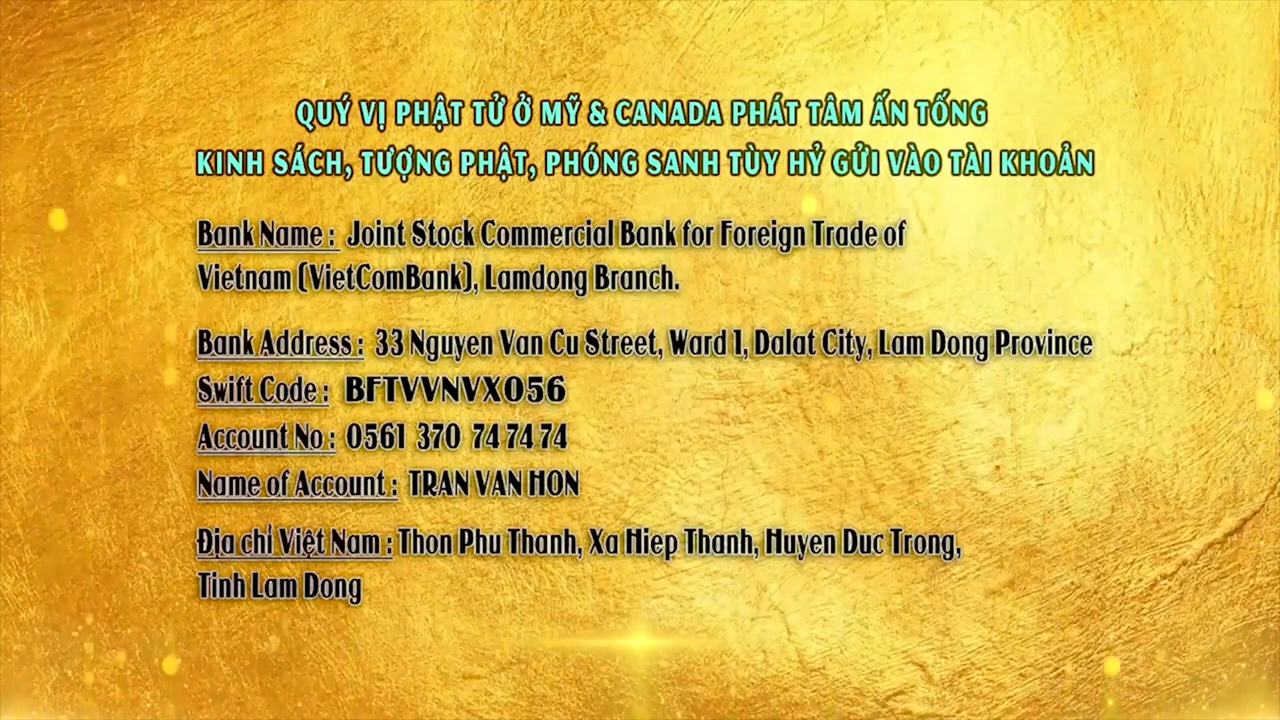 QUÝ VỊ PHẬT TỬ Ở MỸ & CANADA PHÁT TÂM ẤN TỐNG
KINH SÁCH, TƯỢNG PHẬT, PHÓNG SANH TÙY HỶ GỬI VÀO TÀI KHOẢN
Bank Name : Joint Stock Commercial Bank for Foreign Trade of
Vietnam (VietComBank), Lamdong Branch.
Bank Address : 33 Nguyen Van Cu Street, Ward 1, Dalat City, Lam Dong Province
Swift Code : BFTVVNVX056
Account No : 0561 370 74 74 74
Name of Account : TRAN VAN HON
Địa chỉ Việt Nam : Thon Phu Thanh, Xa Hiep Thanh, Huyen Duc Trong,
Tinh Lam Dong